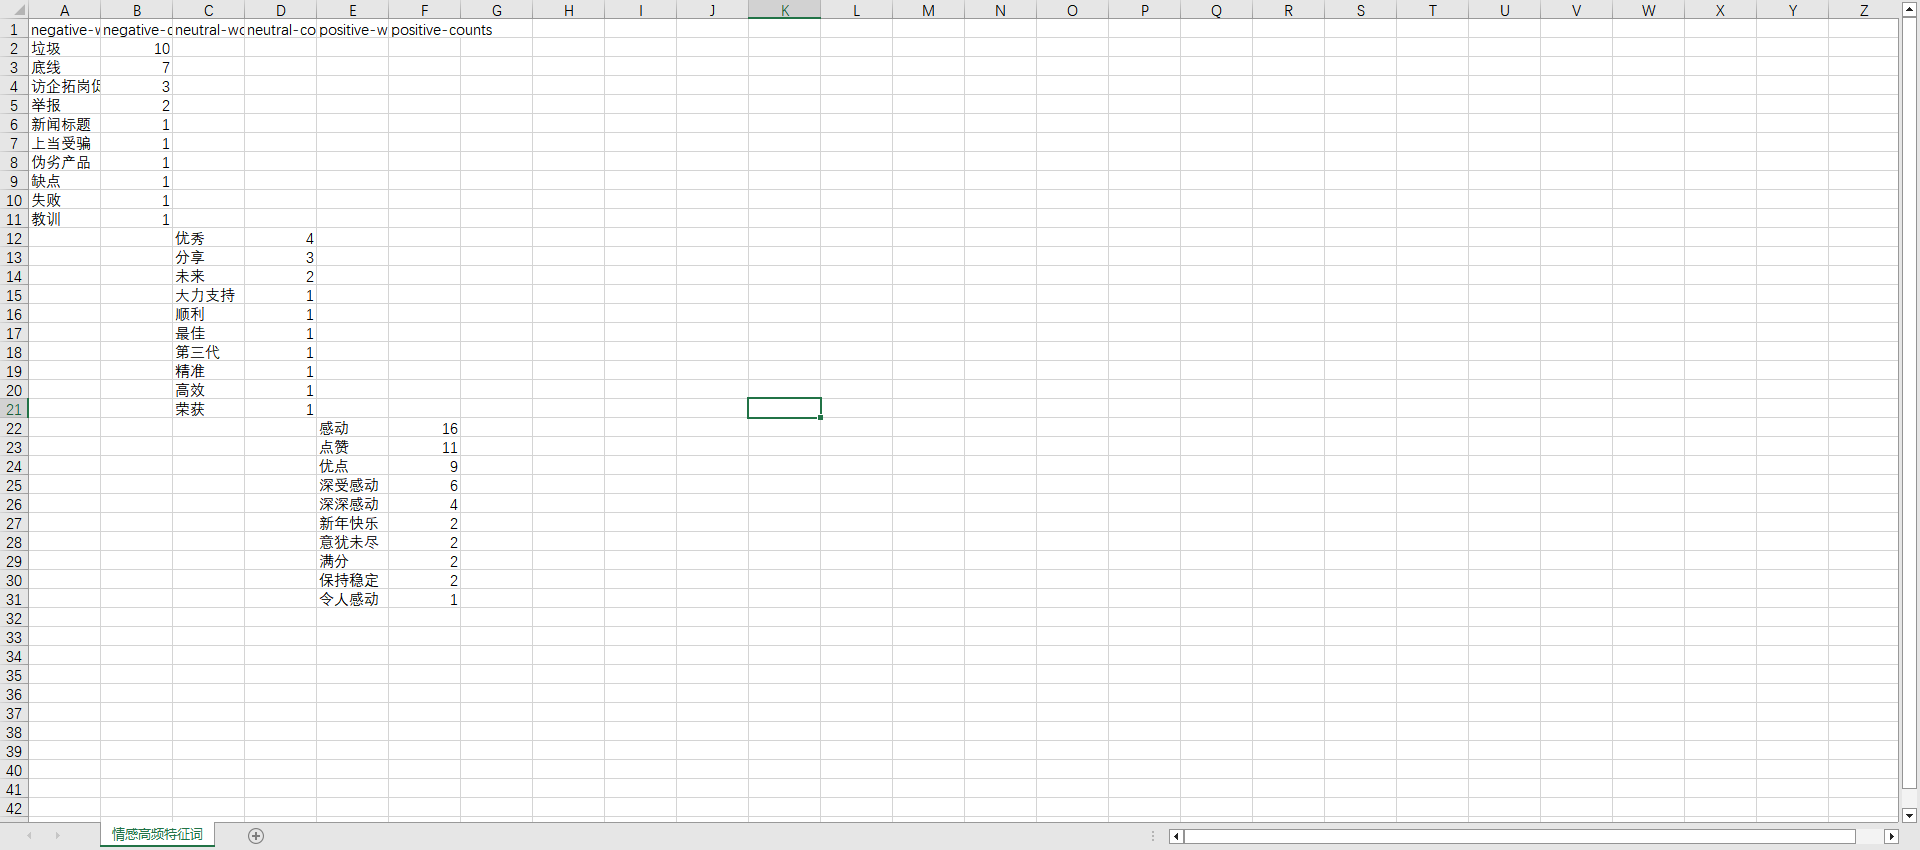 A B C D E F G H I J K L M N O P Q R S T U V W X Y Z
1 negative-w negative-c neutral-wo neutral-co positive-w positive-counts
2 垃圾 10
3 底线 7
4 访企拓岗促 3
5 举报 2
6 新闻标题 1
7 上当受骗 1
8 伪劣产品 1
9 缺点 1
10 失败 1
11 教训 1
12 优秀 4
13 分享 3
14 未来 2
15 大力支持 1
16 顺利 1
17 最佳 1
18 第三代 1
19 精准 1
20 高效 1
21 荣获 1
22 感动 16
23 点赞 11
24 优点 9
25 深受感动 6
26 深深感动 4
27 新年快乐 2
28 意犹未尽 2
29 满分 2
30 保持稳定 2
31 令人感动 1
32
33
34
35
36
37
38
39
40
41
42
情感高频特征词